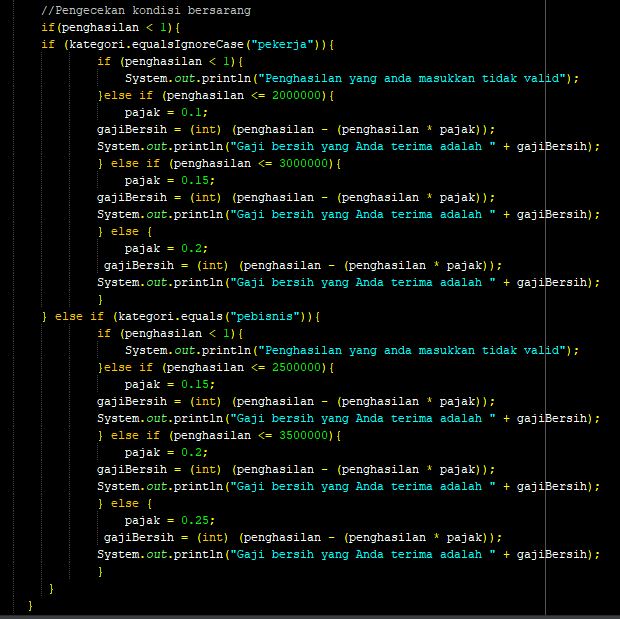 //Pengecekan kondisi bersarang
if(penghasilan < 1){
if (kategori.equalsIgnoreCase("pekerja")){
if (penghasilan < 1){
System.out.println("Penghasilan yang anda masukkan tidak valid");
}else if (penghasilan <= 2000000){
pajak = 0.1;
gajiBersih = (int) (penghasilan - (penghasilan * pajak));
System.out.println("Gaji bersih yang Anda terima adalah " + gajiBersih);
} else if (penghasilan <= 3000000){
pajak = 0.15;
gajiBersih = (int) (penghasilan - (penghasilan * pajak));
System.out.println("Gaji bersih yang Anda terima adalah " + gajiBersih);
} else {
pajak = 0.2;
gajiBersih = (int) (penghasilan - (penghasilan * pajak));
System.out.println("Gaji bersih yang Anda terima adalah " + gajiBersih);
}
} else if (kategori.equals("pebisnis")){
if (penghasilan < 1){
System.out.println("Penghasilan yang anda masukkan tidak valid");
}else if (penghasilan <= 2500000){
pajak = 0.15;
gajiBersih = (int) (penghasilan - (penghasilan * pajak));
System.out.println("Gaji bersih yang Anda terima adalah " + gajiBersih);
} else if (penghasilan <= 3500000){
pajak = 0.2;
gajiBersih = (int) (penghasilan - (penghasilan * pajak));
System.out.println("Gaji bersih yang Anda terima adalah " + gajiBersih);
} else {
pajak = 0.25;
gajiBersih = (int) (penghasilan - (penghasilan * pajak));
System.out.println("Gaji bersih yang Anda terima adalah " + gajiBersih);
}
}
}